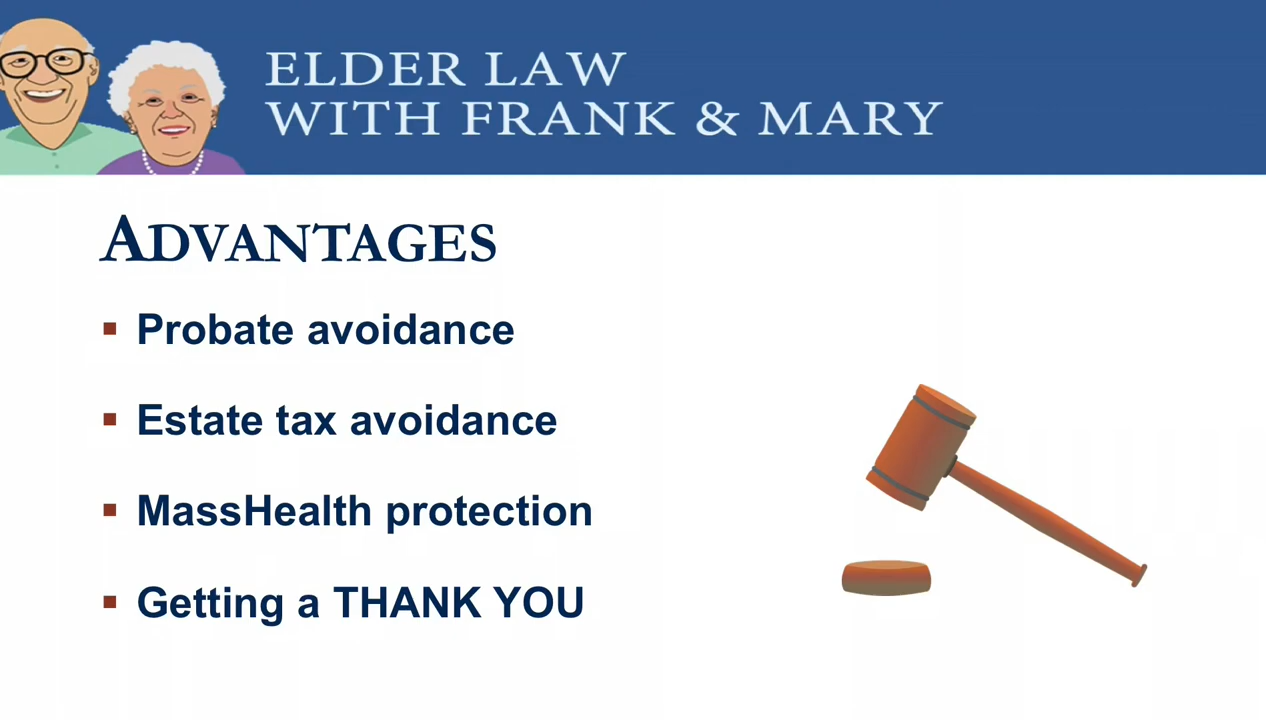 ELDER LAW
WITH FRANK & MARY
ADVANTAGES
▪ Probate avoidance
▪ Estate tax avoidance
▪ MassHealth protection
▪ Getting a THANK YOU